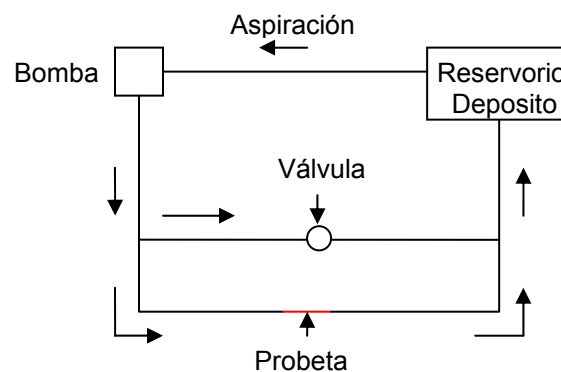 Aspiración
Bomba
Reservorio
Deposito
Válvula
Probeta